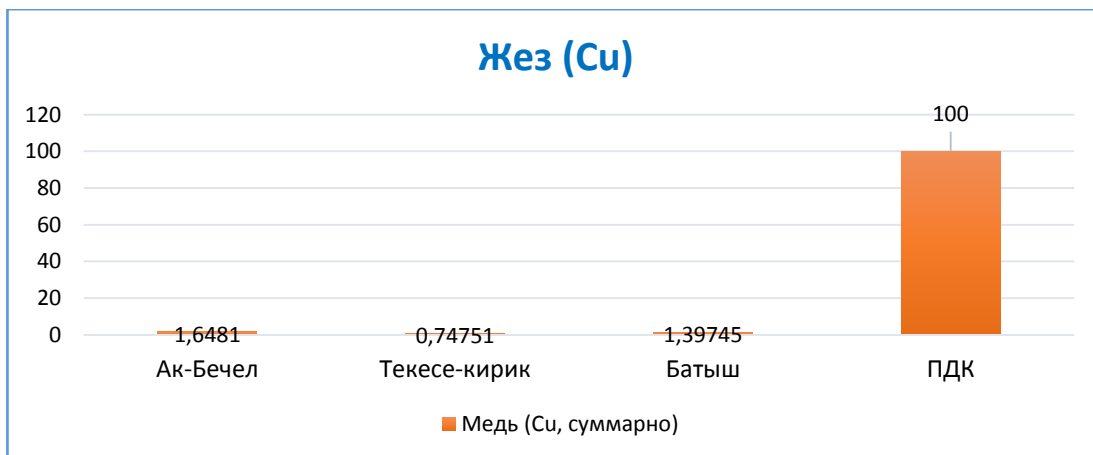 Жез (Cu)
120
100
80
60
40
20
0
100
1,6481
0,74751
1,39745
Ак-Бечел
Текесе-кирик
Батыш
ПДК
Медь (Cu, суммарно)